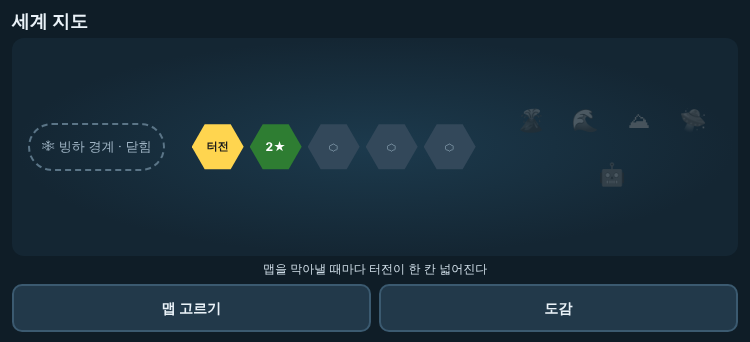 세계 지도
빙하 경계 · 닫힘
터전
2★
맵을 막아낼 때마다 터전이 한 칸 넓어진다
맵 고르기
도감